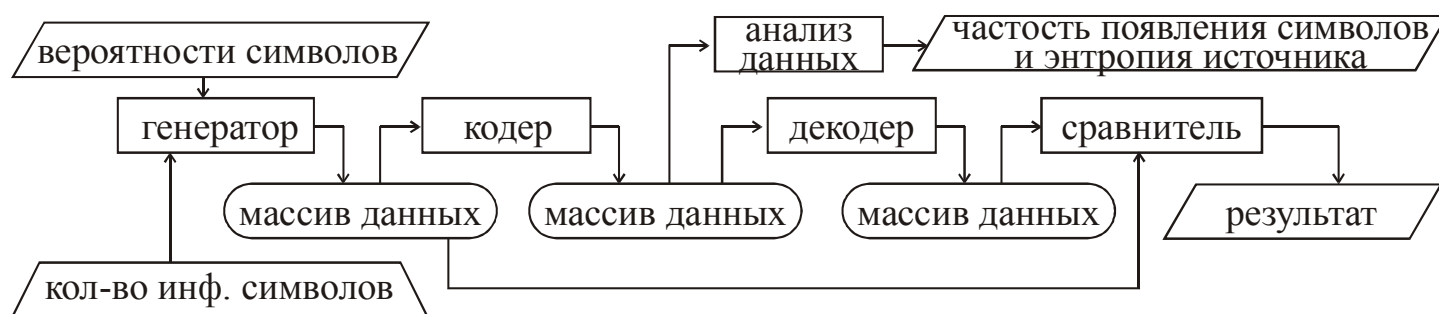 вероятности символов
анализ
данных
частость появления символов
и энтропия источника
генератор
кодер
декодер
сравнитель
массив данных
массив данных
массив данных
результат
кол-во инф. символов